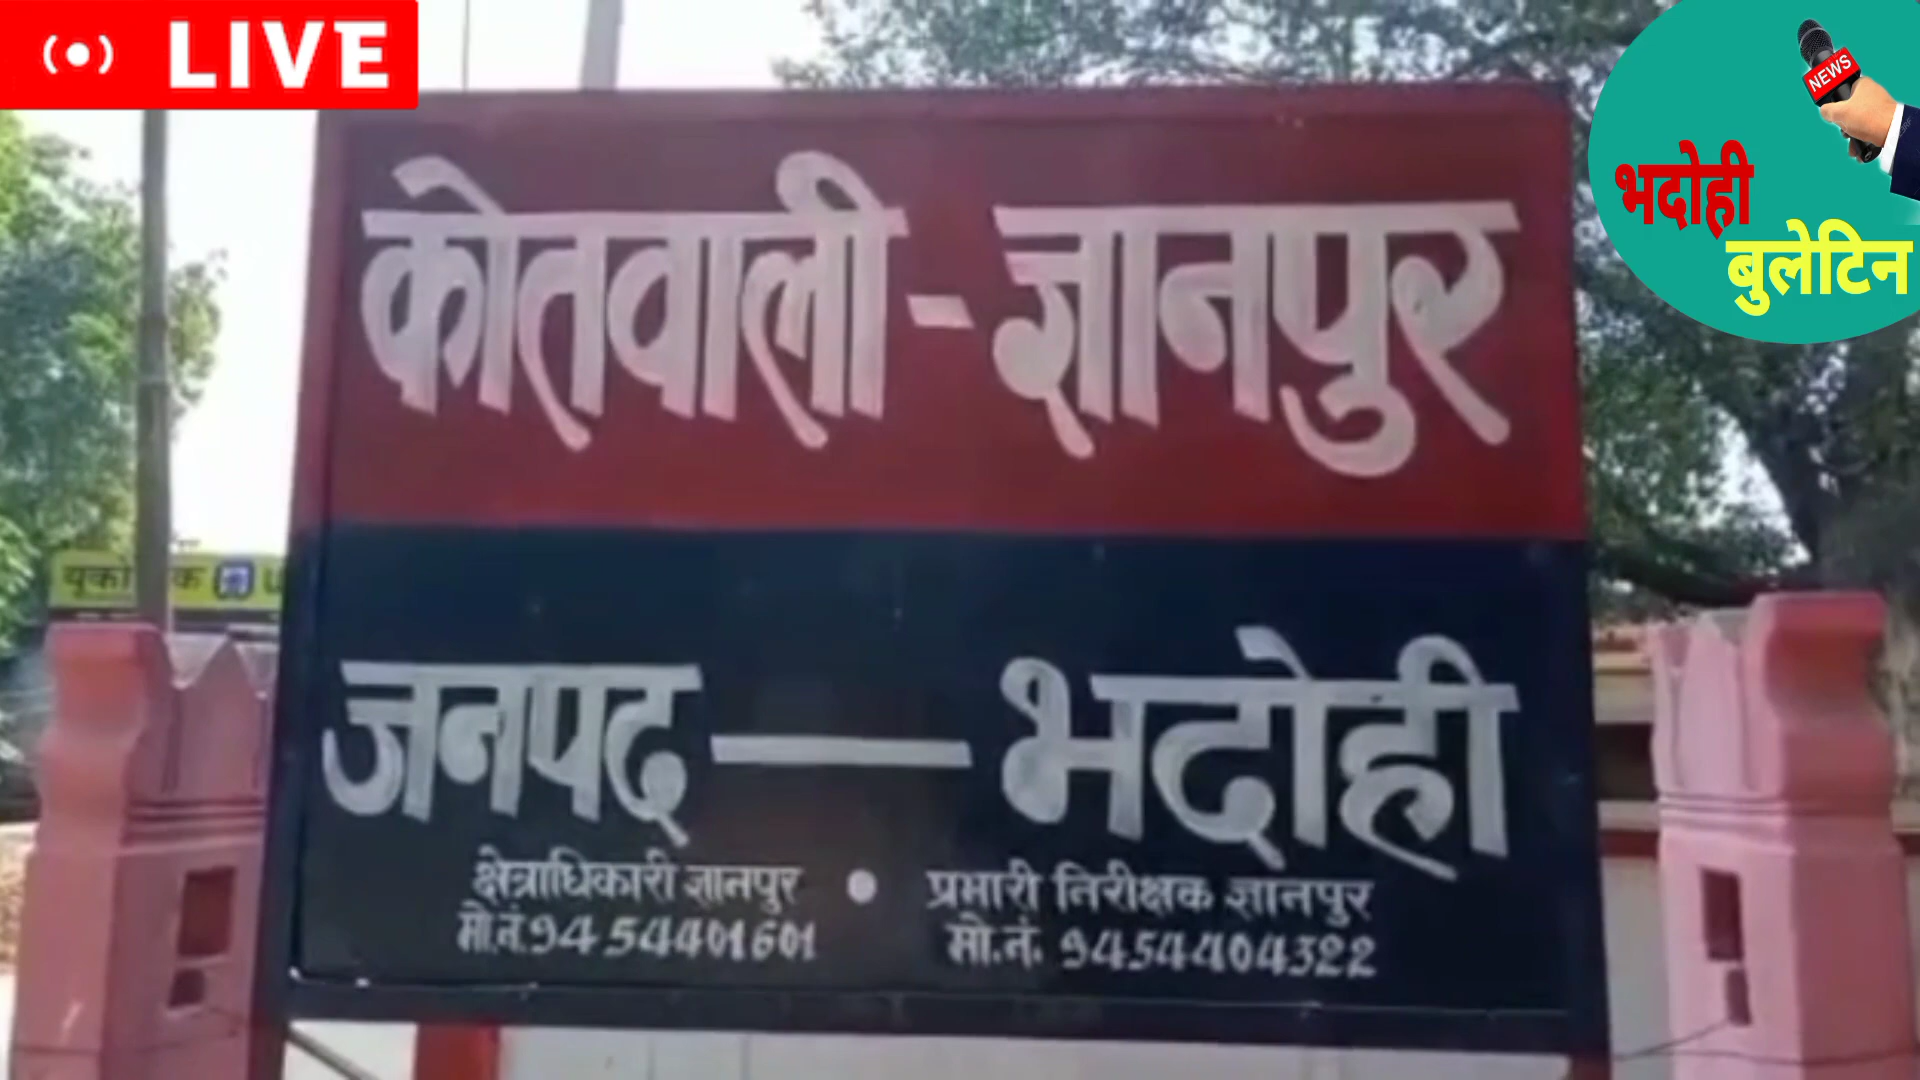 LIVE
NEWS
भदोही
बुलेटिन
कोतवाली - ज्ञानपुर
जनपद — भदोही
क्षेत्राधिकारी ज्ञानपुर • प्रभारी निरीक्षक ज्ञानपुर
मो.नं.9454401601 मो.नं. 9454404322